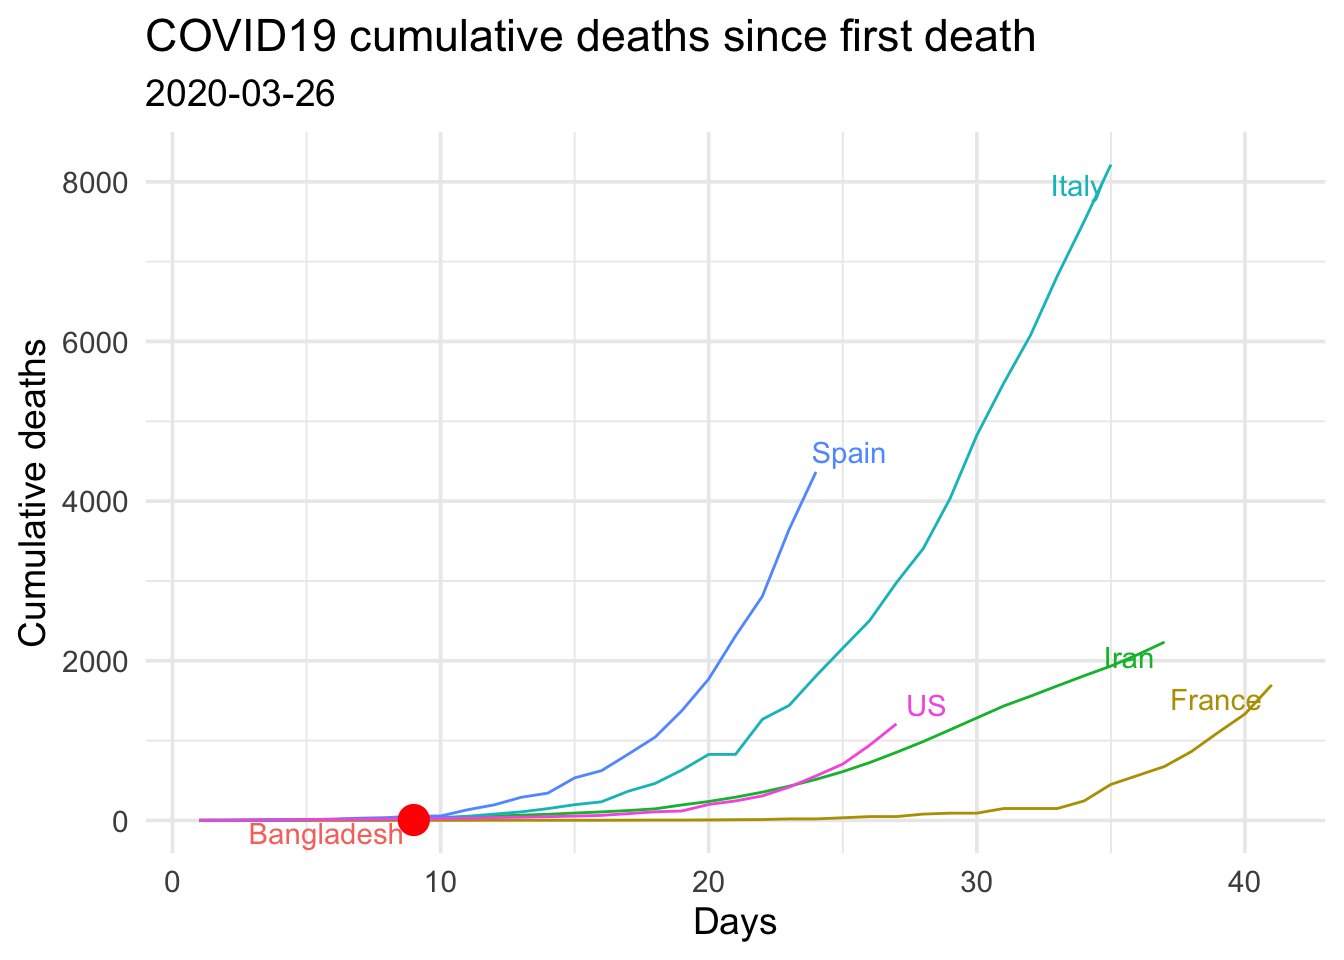 COVID19 cumulative deaths since first death
2020-03-26
Cumulative deaths
8000
6000
4000
2000
0
Italy
Spain
Iran
France
US
Bangladesh
0 10 20 30 40
Days